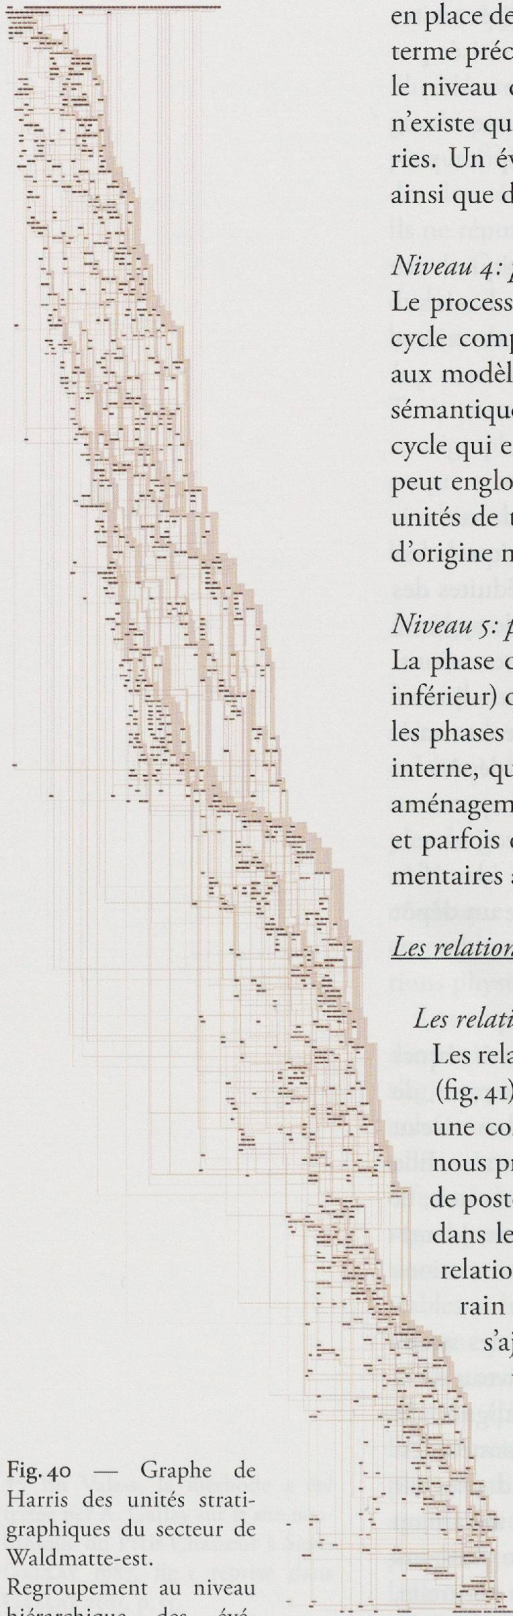 en place de
terme préc
le niveau
n'existe qu
ries. Un év
ainsi que d
Niveau 4:
Le process
cycle comp
aux modèl
sémantique
cycle qui e
peut englo
unités de t
d'origine n
Niveau 5: p
La phase d
inférieur) d
les phases
interne, qu
aménagem
et parfois
mentaires a
Les relation
Les relati
Les rela
(fig. 41)
une co
nous pr
de post
dans le
relatio
rain
s'aj
Fig. 40 — Graphe de
Harris des unités strati-
graphiques du secteur de
Waldmatte-est.
Regroupement au niveau
hiérarchique des évé-